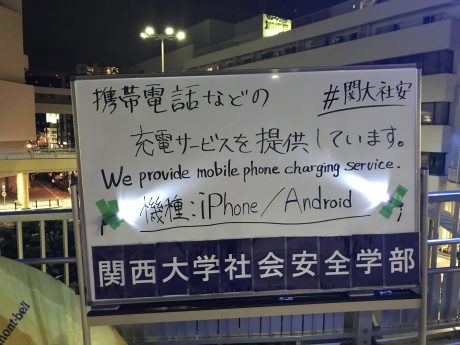 携帯電話などの
#関大社安
充電サービスを提供しています。
We provide mobile phone charging service.
機種:iPhone/Android
関西大学社会安全学部
mont-bell